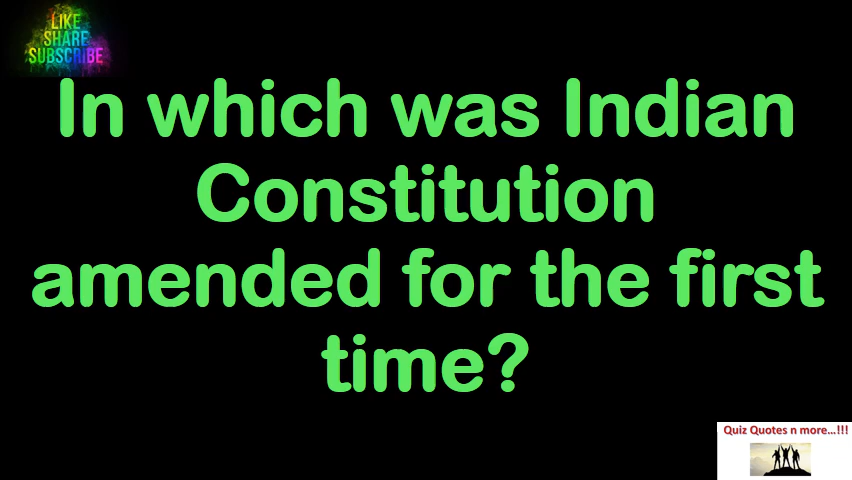 LIKE
SHARE
SUBSCRIBE
In which was Indian
Constitution
amended for the first
time?
Quiz Quotes n more...!!!